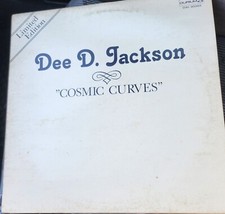 Limited
Edition
Dee D. Jackson
"COSMIC CURVES"